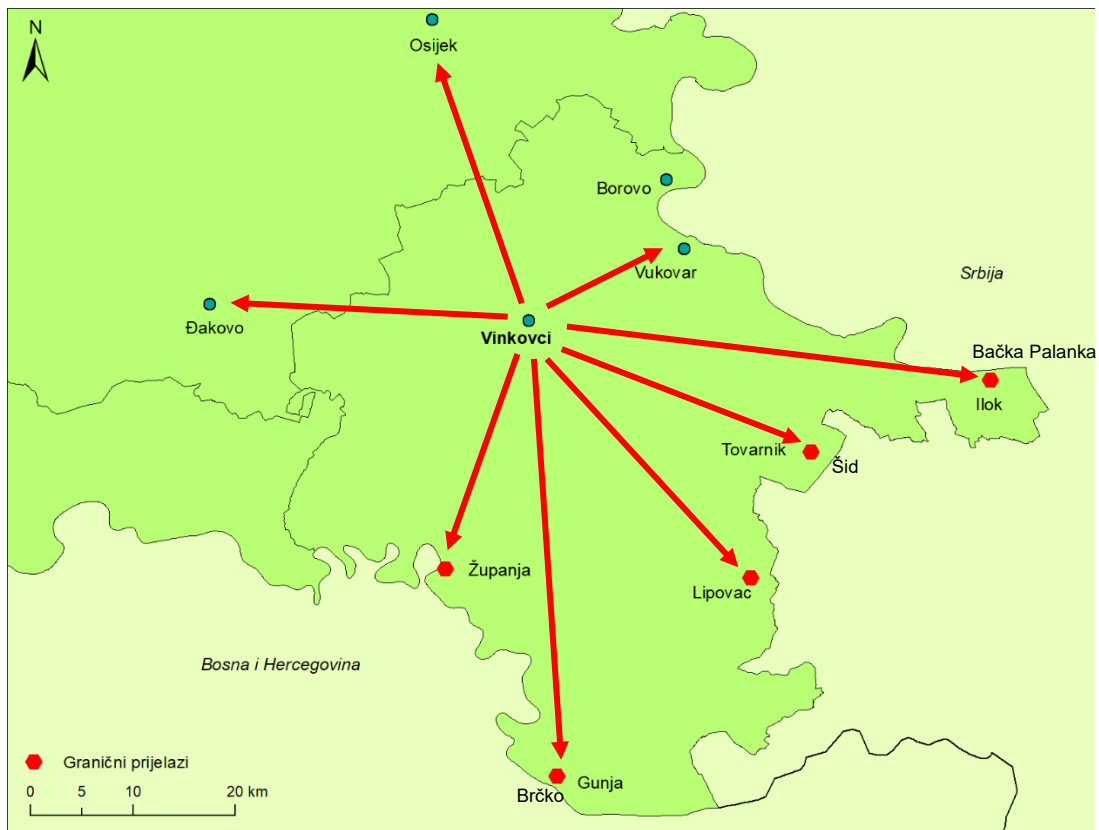 N
Osijek
Borovo
Vukovar
Srbija
Đakovo
Vinkovci
Bačka Palanka
Ilok
Tovarnik
Šid
Županja
Lipovac
Bosna i Hercegovina
Granični prijelazi
Gunja
Brčko
0 5 10 20 km